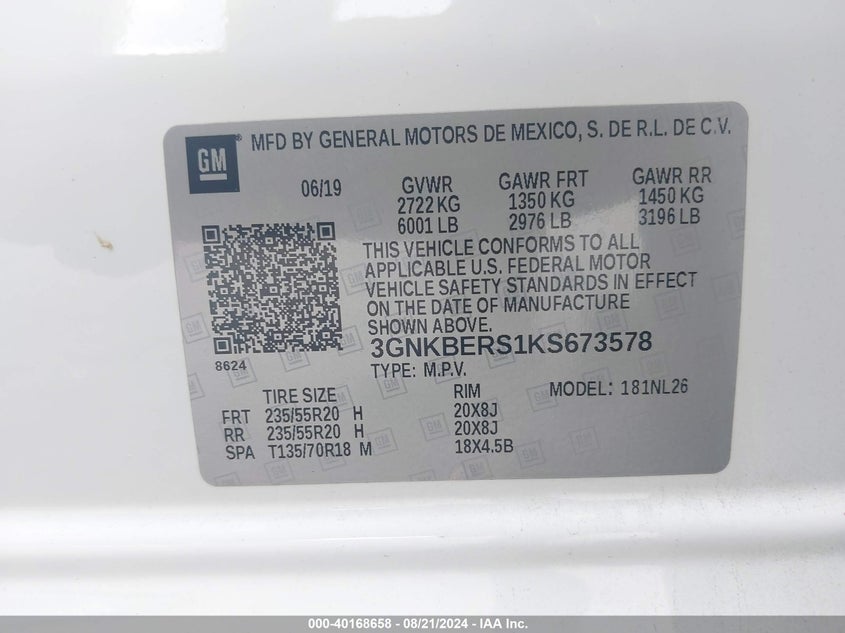 GM ® MFD BY GENERAL MOTORS DE MEXICO, S. DE R.L. DE C.V.
06/19 GVWR GAWR FRT GAWR RR
2722 KG 1350 KG 1450 KG
6001 LB 2976 LB 3196 LB
THIS VEHICLE CONFORMS TO ALL
APPLICABLE U.S. FEDERAL MOTOR
VEHICLE SAFETY STANDARDS IN EFFECT
ON THE DATE OF MANUFACTURE
SHOWN ABOVE.
8624
3GNKBERS1KS673578
TYPE: M.P.V.
TIRE SIZE RIM MODEL: 181NL26
FRT 235/55R20 H 20X8J
RR 235/55R20 H 20X8J
SPA T135/70R18 M 18X4.5B
000-40168658 - 08/21/2024 - IAA Inc.